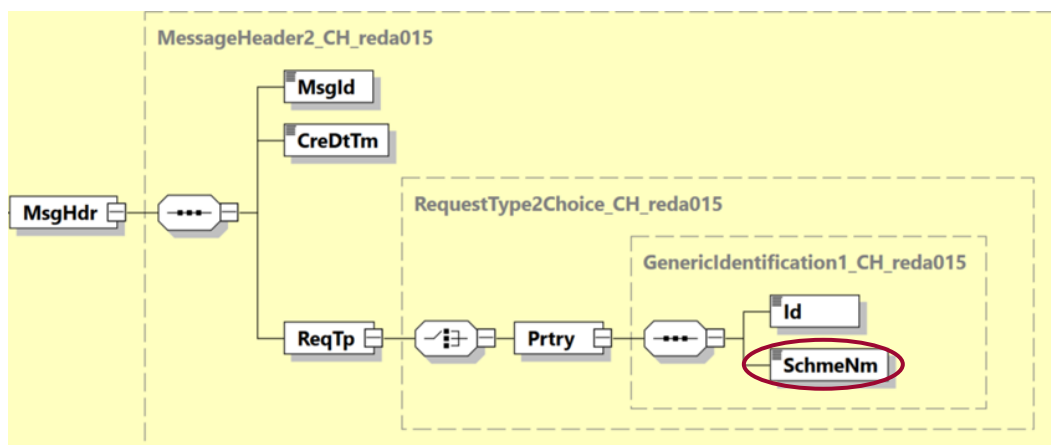 MessageHeader2_CH_reda015
MsgId
CreDtTm
MsgHdr
RequestType2Choice_CH_reda015
GenericIdentification1_CH_reda015
Id
ReqTp
Prtry
SchmeNm